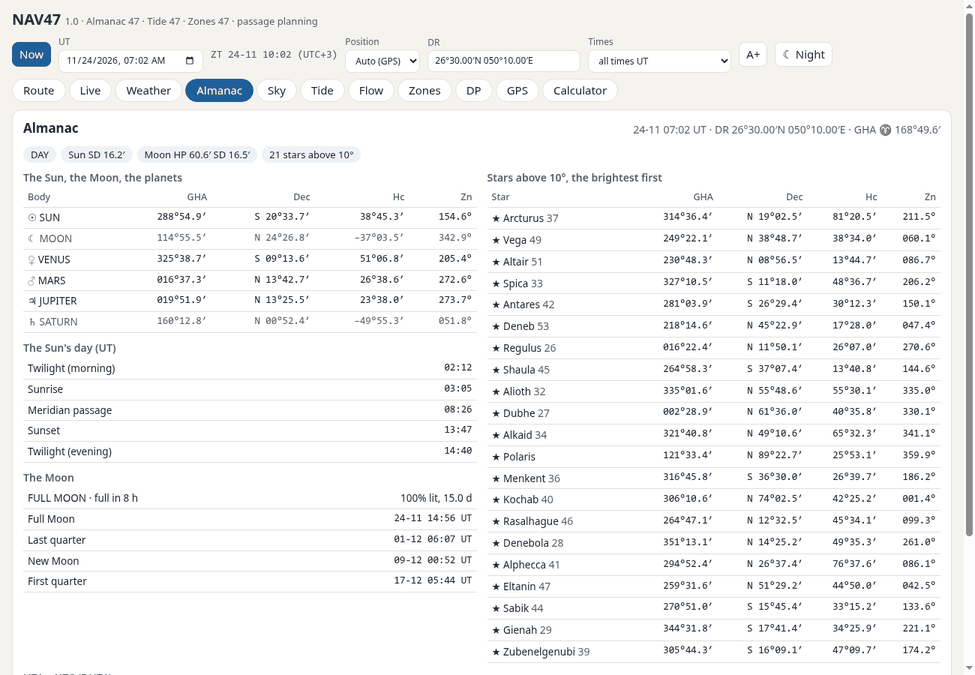 NAV47 1.0 · Almanac 47 · Tide 47 · Zones 47 · passage planning
UT Position DR Times
Now 11/24/2026, 07:02 AM ZT 24-11 10:02 (UTC+3) Auto (GPS) 26°30.00′N 050°10.00′E all times UT A+ ☾ Night
Route Live Weather Almanac Sky Tide Flow Zones DP GPS Calculator
Almanac
24-11 07:02 UT · DR 26°30.00′N 050°10.00′E · GHA ♈ 168°49.6′
DAY Sun SD 16.2′ Moon HP 60.6′ SD 16.5′ 21 stars above 10°
The Sun, the Moon, the planets
Body GHA Dec Hc Zn
☉ SUN 288°54.9′ S 20°33.7′ 38°45.3′ 154.6°
☾ MOON 114°55.5′ N 24°26.8′ −37°03.5′ 342.9°
♀ VENUS 325°38.7′ S 09°13.6′ 51°06.8′ 205.4°
♂ MARS 016°37.3′ N 13°42.7′ 26°38.6′ 272.6°
♃ JUPITER 019°51.9′ N 13°25.5′ 23°38.0′ 273.7°
♄ SATURN 160°12.8′ N 00°52.4′ −49°55.3′ 051.8°
The Sun's day (UT)
Twilight (morning) 02:12
Sunrise 03:05
Meridian passage 08:26
Sunset 13:47
Twilight (evening) 14:40
The Moon
FULL MOON · full in 8 h 100% lit, 15.0 d
Full Moon 24-11 14:56 UT
Last quarter 01-12 06:07 UT
New Moon 09-12 00:52 UT
First quarter 17-12 05:44 UT
Stars above 10°, the brightest first
Star GHA Dec Hc Zn
★ Arcturus 37 314°36.4′ N 19°02.5′ 81°20.5′ 211.5°
★ Vega 49 249°22.1′ N 38°48.7′ 38°34.0′ 060.1°
★ Altair 51 230°48.3′ N 08°56.5′ 13°44.7′ 086.7°
★ Spica 33 327°10.5′ S 11°18.0′ 48°36.7′ 206.2°
★ Antares 42 281°03.9′ S 26°29.4′ 30°12.3′ 150.1°
★ Deneb 53 218°14.6′ N 45°22.9′ 17°28.0′ 047.4°
★ Regulus 26 016°22.4′ N 11°50.1′ 26°07.0′ 270.6°
★ Shaula 45 264°58.3′ S 37°07.4′ 13°40.8′ 144.6°
★ Alioth 32 335°01.6′ N 55°48.6′ 55°30.1′ 335.0°
★ Dubhe 27 002°28.9′ N 61°36.0′ 40°35.8′ 330.1°
★ Alkaid 34 321°40.8′ N 49°10.6′ 65°32.3′ 341.1°
★ Polaris 121°33.4′ N 89°22.7′ 25°53.1′ 359.9°
★ Menkent 36 316°45.8′ S 36°30.0′ 26°39.7′ 186.2°
★ Kochab 40 306°10.6′ N 74°02.5′ 42°25.2′ 001.4°
★ Rasalhague 46 264°47.1′ N 12°32.5′ 45°34.1′ 099.3°
★ Denebola 28 351°13.1′ N 14°25.2′ 49°35.3′ 261.0°
★ Alphecca 41 294°52.4′ N 26°37.4′ 76°37.6′ 086.1°
★ Eltanin 47 259°31.6′ N 51°29.2′ 44°50.0′ 042.5°
★ Sabik 44 270°51.0′ S 15°45.4′ 33°15.2′ 133.6°
★ Gienah 29 344°31.8′ S 17°41.4′ 34°25.9′ 221.1°
★ Zubenelgenubi 39 305°44.3′ S 16°09.1′ 47°09.7′ 174.2°